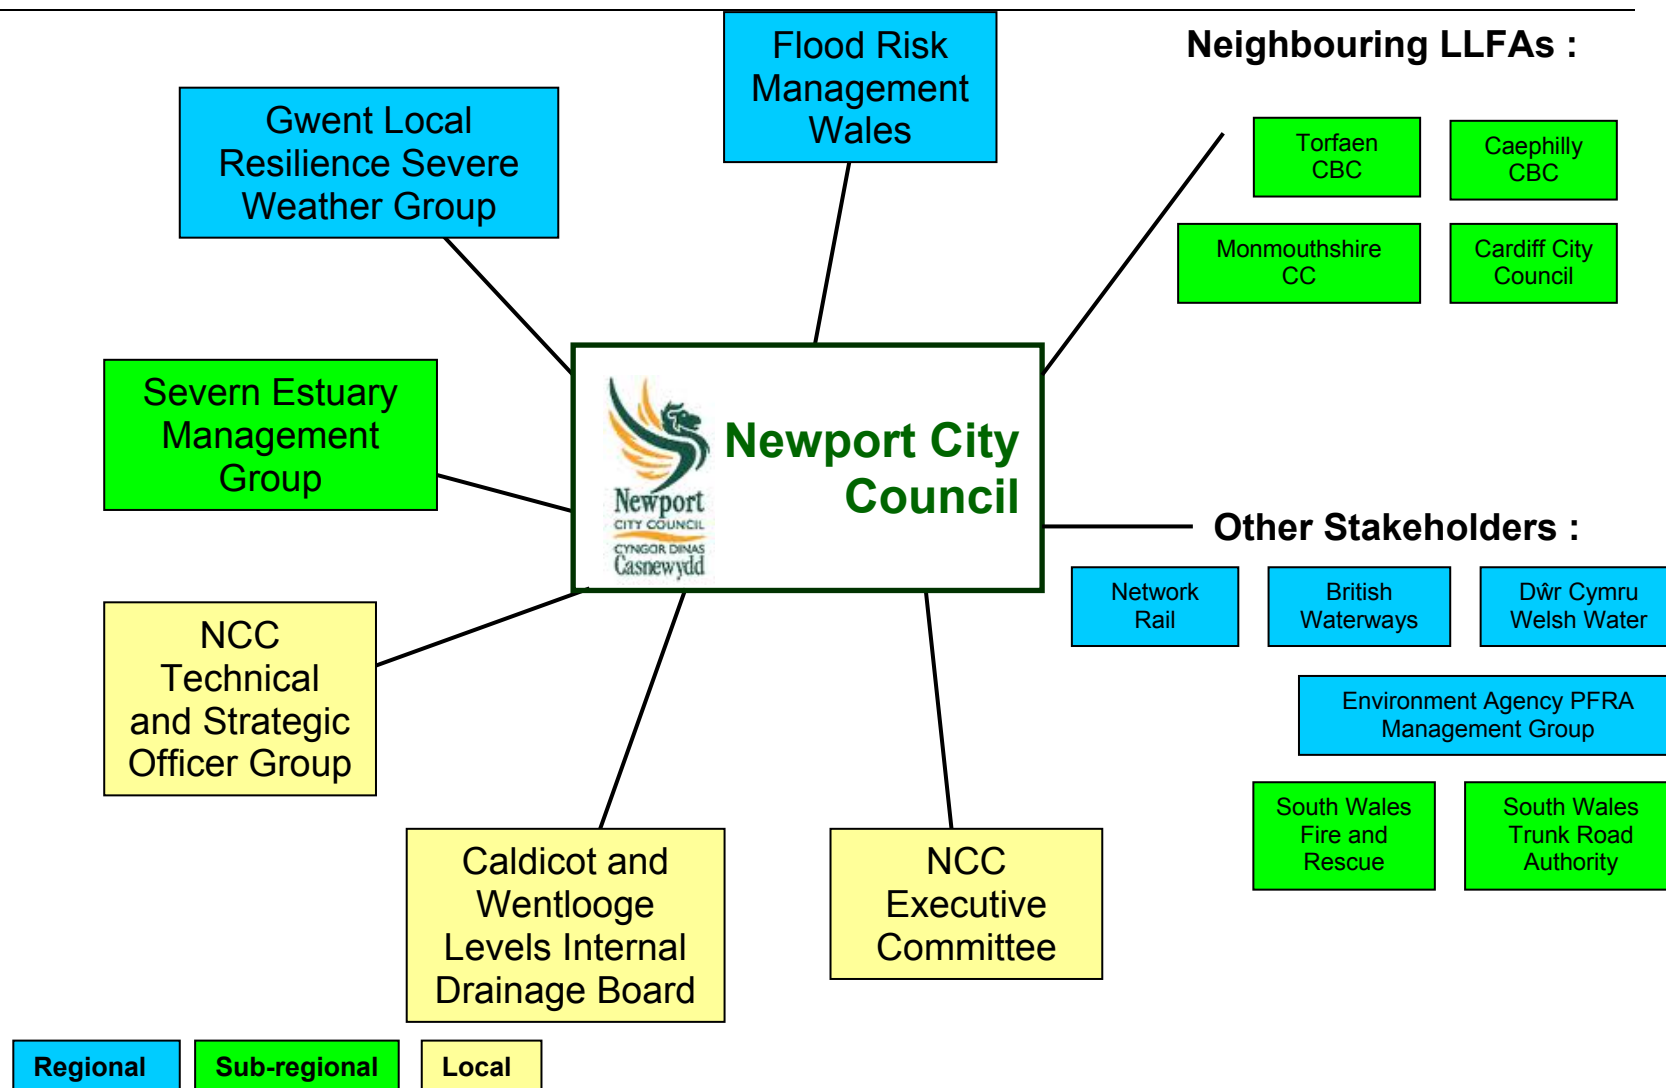 Flood Risk
Management
Wales
Neighbouring LLFAs :
Gwent Local
Resilience Severe
Weather Group
Torfaen
CBC
Caephilly
CBC
Monmouthshire
CC
Cardiff City
Council
Severn Estuary
Management
Group
Newport
CITY COUNCIL
CYNGOR DINAS
Casnewydd
Newport City
Council
Other Stakeholders :
Network
Rail
British
Waterways
Dŵr Cymru
Welsh Water
Environment Agency PFRA
Management Group
South Wales
Fire and
Rescue
South Wales
Trunk Road
Authority
NCC
Technical
and Strategic
Officer Group
Caldicot and
Wentlooge
Levels Internal
Drainage Board
NCC
Executive
Committee
Regional
Sub-regional
Local